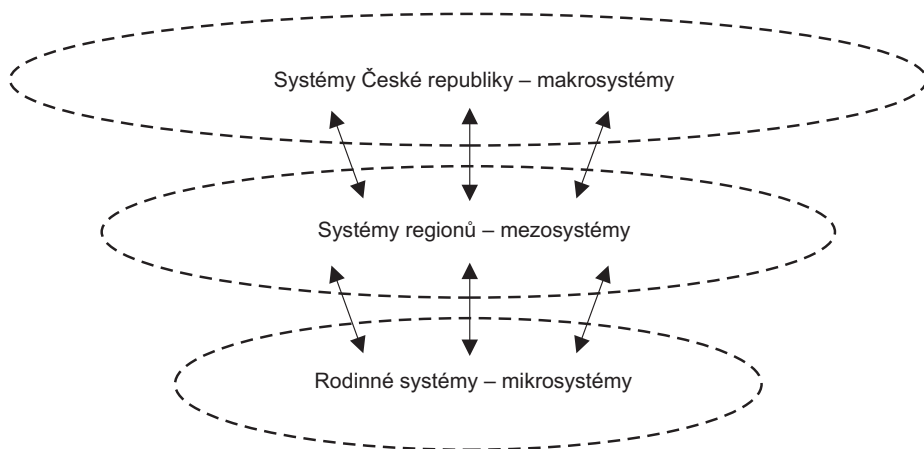 Systémy České republiky – makrosystémy
Systémy regionů – mezosystémy
Rodinné systémy – mikrosystémy